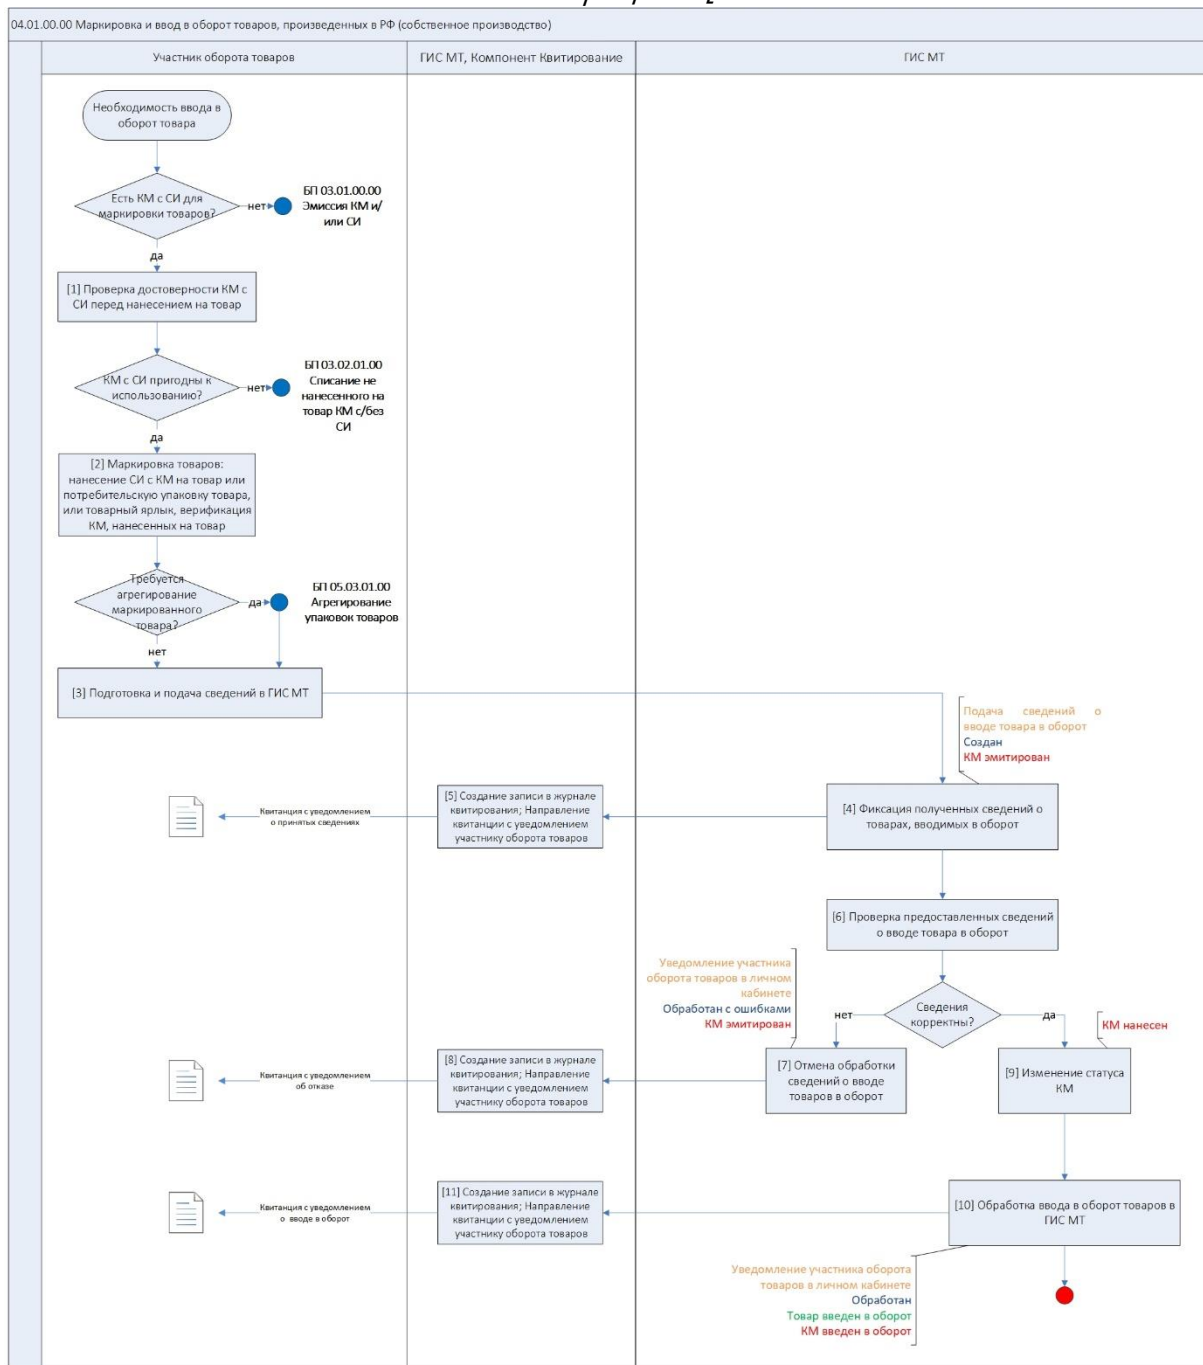 04.01.00.00 Маркировка и ввод в оборот товаров, произведенных в РФ (собственное производство)
Участник оборота товаров
ГИС МТ, Компонент Квитирование
ГИС МТ
Необходимость ввода в
оборот товара
Есть КМ с СИ для
маркировки товаров?
нет
БП 03.01.00.00
Эмиссия КМ и/
или СИ
да
[1] Проверка достоверности КМ с
СИ перед нанесением на товар
КМ с СИ пригодны к
использованию?
нет
БП 03.02.01.00
Списание не
нанесенного на
товар КМ с/без
СИ
да
[2] Маркировка товаров:
нанесение СИ с КМ на товар или
потребительскую упаковку товара,
или товарный ярлык, верификация
КМ, нанесенных на товар
Требуется
агрегирование
маркированного
товара?
да
БП 05.03.01.00
Агрегирование
упаковок товаров
нет
[3] Подготовка и подача сведений в ГИС МТ
Подача сведений о
вводе товара в оборот
Создан
КМ эмитирован
[4] Фиксация полученных сведений о
товарах, вводимых в оборот
[5] Создание записи в журнале
квитирования; Направление
квитанции с уведомлением
участнику оборота товаров
Квитанция с уведомлением
о принятых сведениях
[6] Проверка предоставленных сведений
о вводе товара в оборот
Уведомление участника
оборота товаров в личном
кабинете
Обработан с ошибками
КМ эмитирован
нет
Сведения
корректны?
да
КМ нанесен
[7] Отмена обработки
сведений о вводе
товаров в оборот
[8] Создание записи в журнале
квитирования; Направление
квитанции с уведомлением
участнику оборота товаров
Квитанция с уведомлением
об отказе
[9] Изменение статуса
КМ
[10] Обработка ввода в оборот товаров в
ГИС МТ
[11] Создание записи в журнале
квитирования; Направление
квитанции с уведомлением
участнику оборота товаров
Квитанция с уведомлением
о вводе в оборот
Уведомление участника оборота
товаров в личном кабинете
Обработан
Товар введен в оборот
КМ введен в оборот